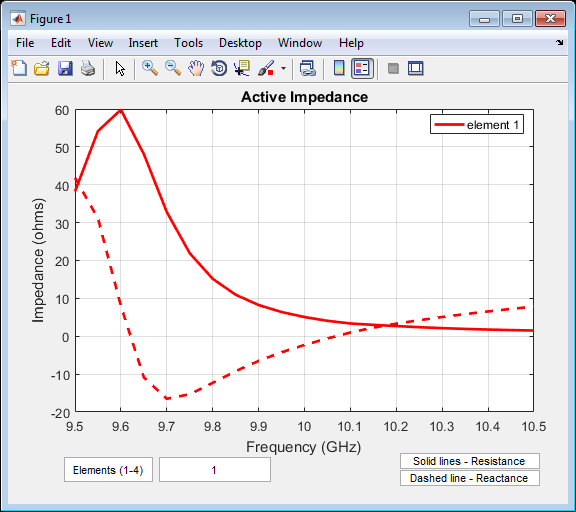 Figure 1
File Edit View Insert Tools Desktop Window Help
Active Impedance
element 1
Impedance (ohms)
60
50
40
30
20
10
0
-10
-20
9.5 9.6 9.7 9.8 9.9 10 10.1 10.2 10.3 10.4 10.5
Frequency (GHz)
Elements (1-4) 1
Solid lines - Resistance
Dashed line - Reactance